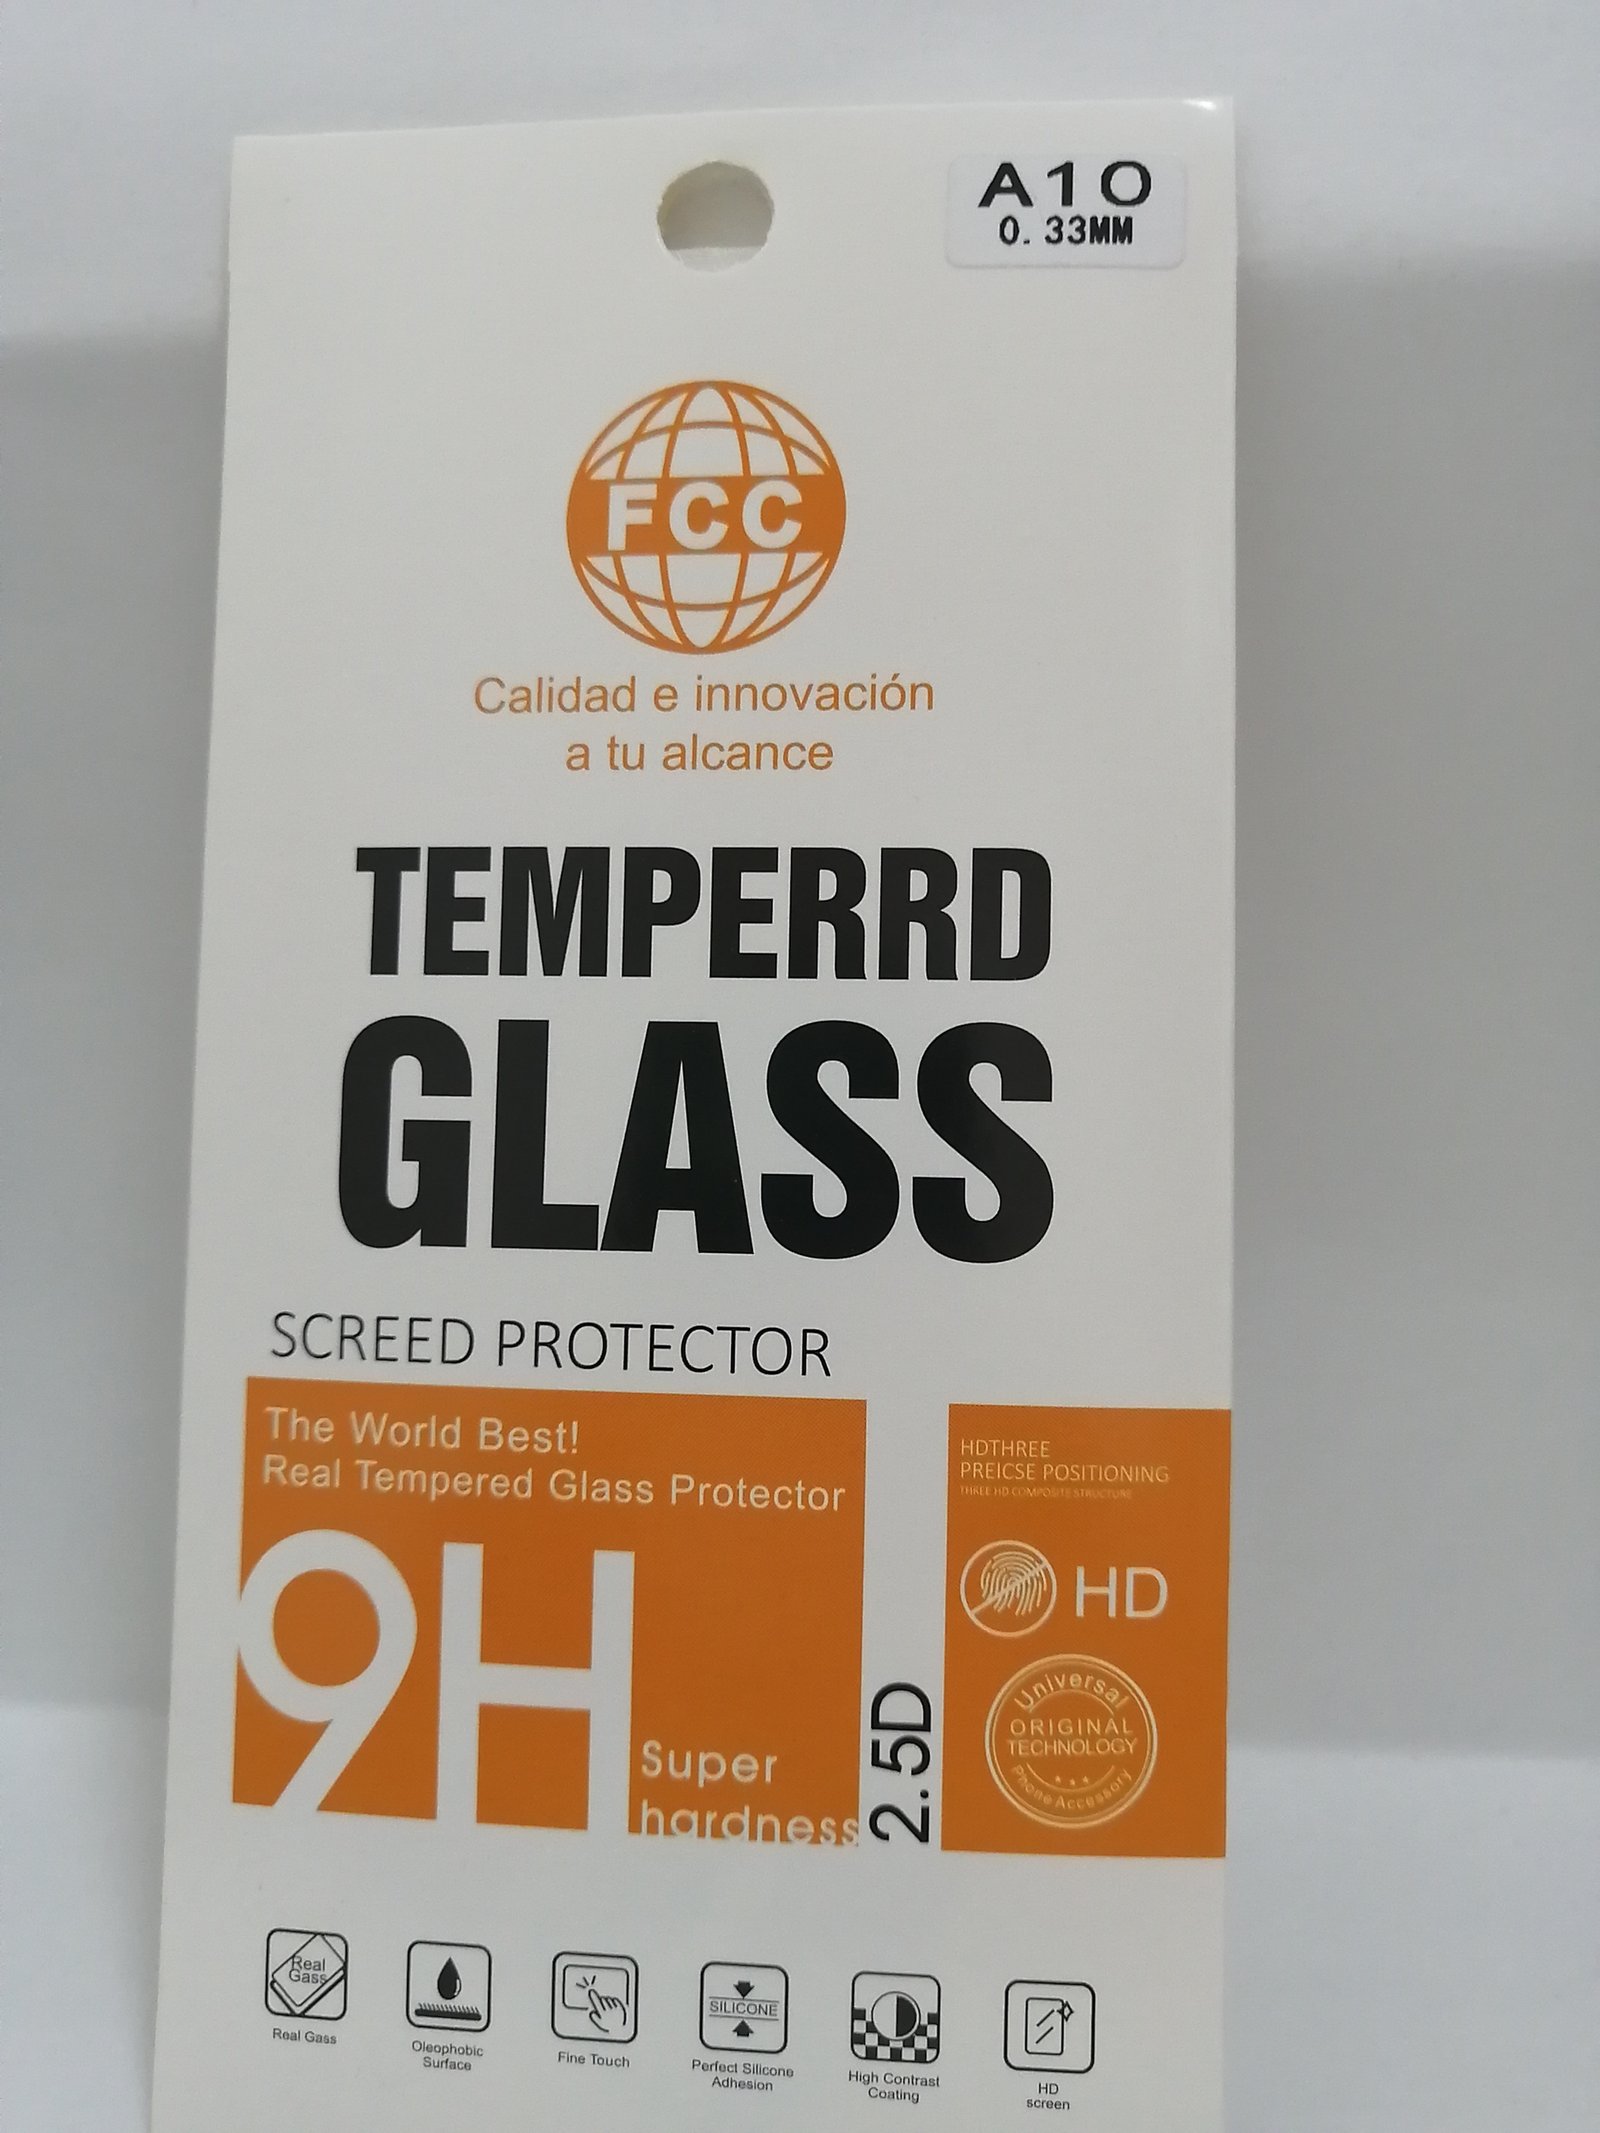 A10
0.33MM
FCC
Calidad e innovación
a tu alcance
TEMPERRD
GLASS
SCREED PROTECTOR
The World Best!
Real Tempered Glass Protector
9H
Super
hardness
2.5D
HDTHREE
PREICSE POSITIONING
THREE HD COMPOSITE STRUCTURE
HD
Universal
ORIGINAL
TECHNOLOGY
Phone Accessory
Real
Gass
Real Gass
Oleophobic
Surface
Fine Touch
SILICONE
Perfect Silicone
Adhesion
High Contrast
Coating
HD
screen